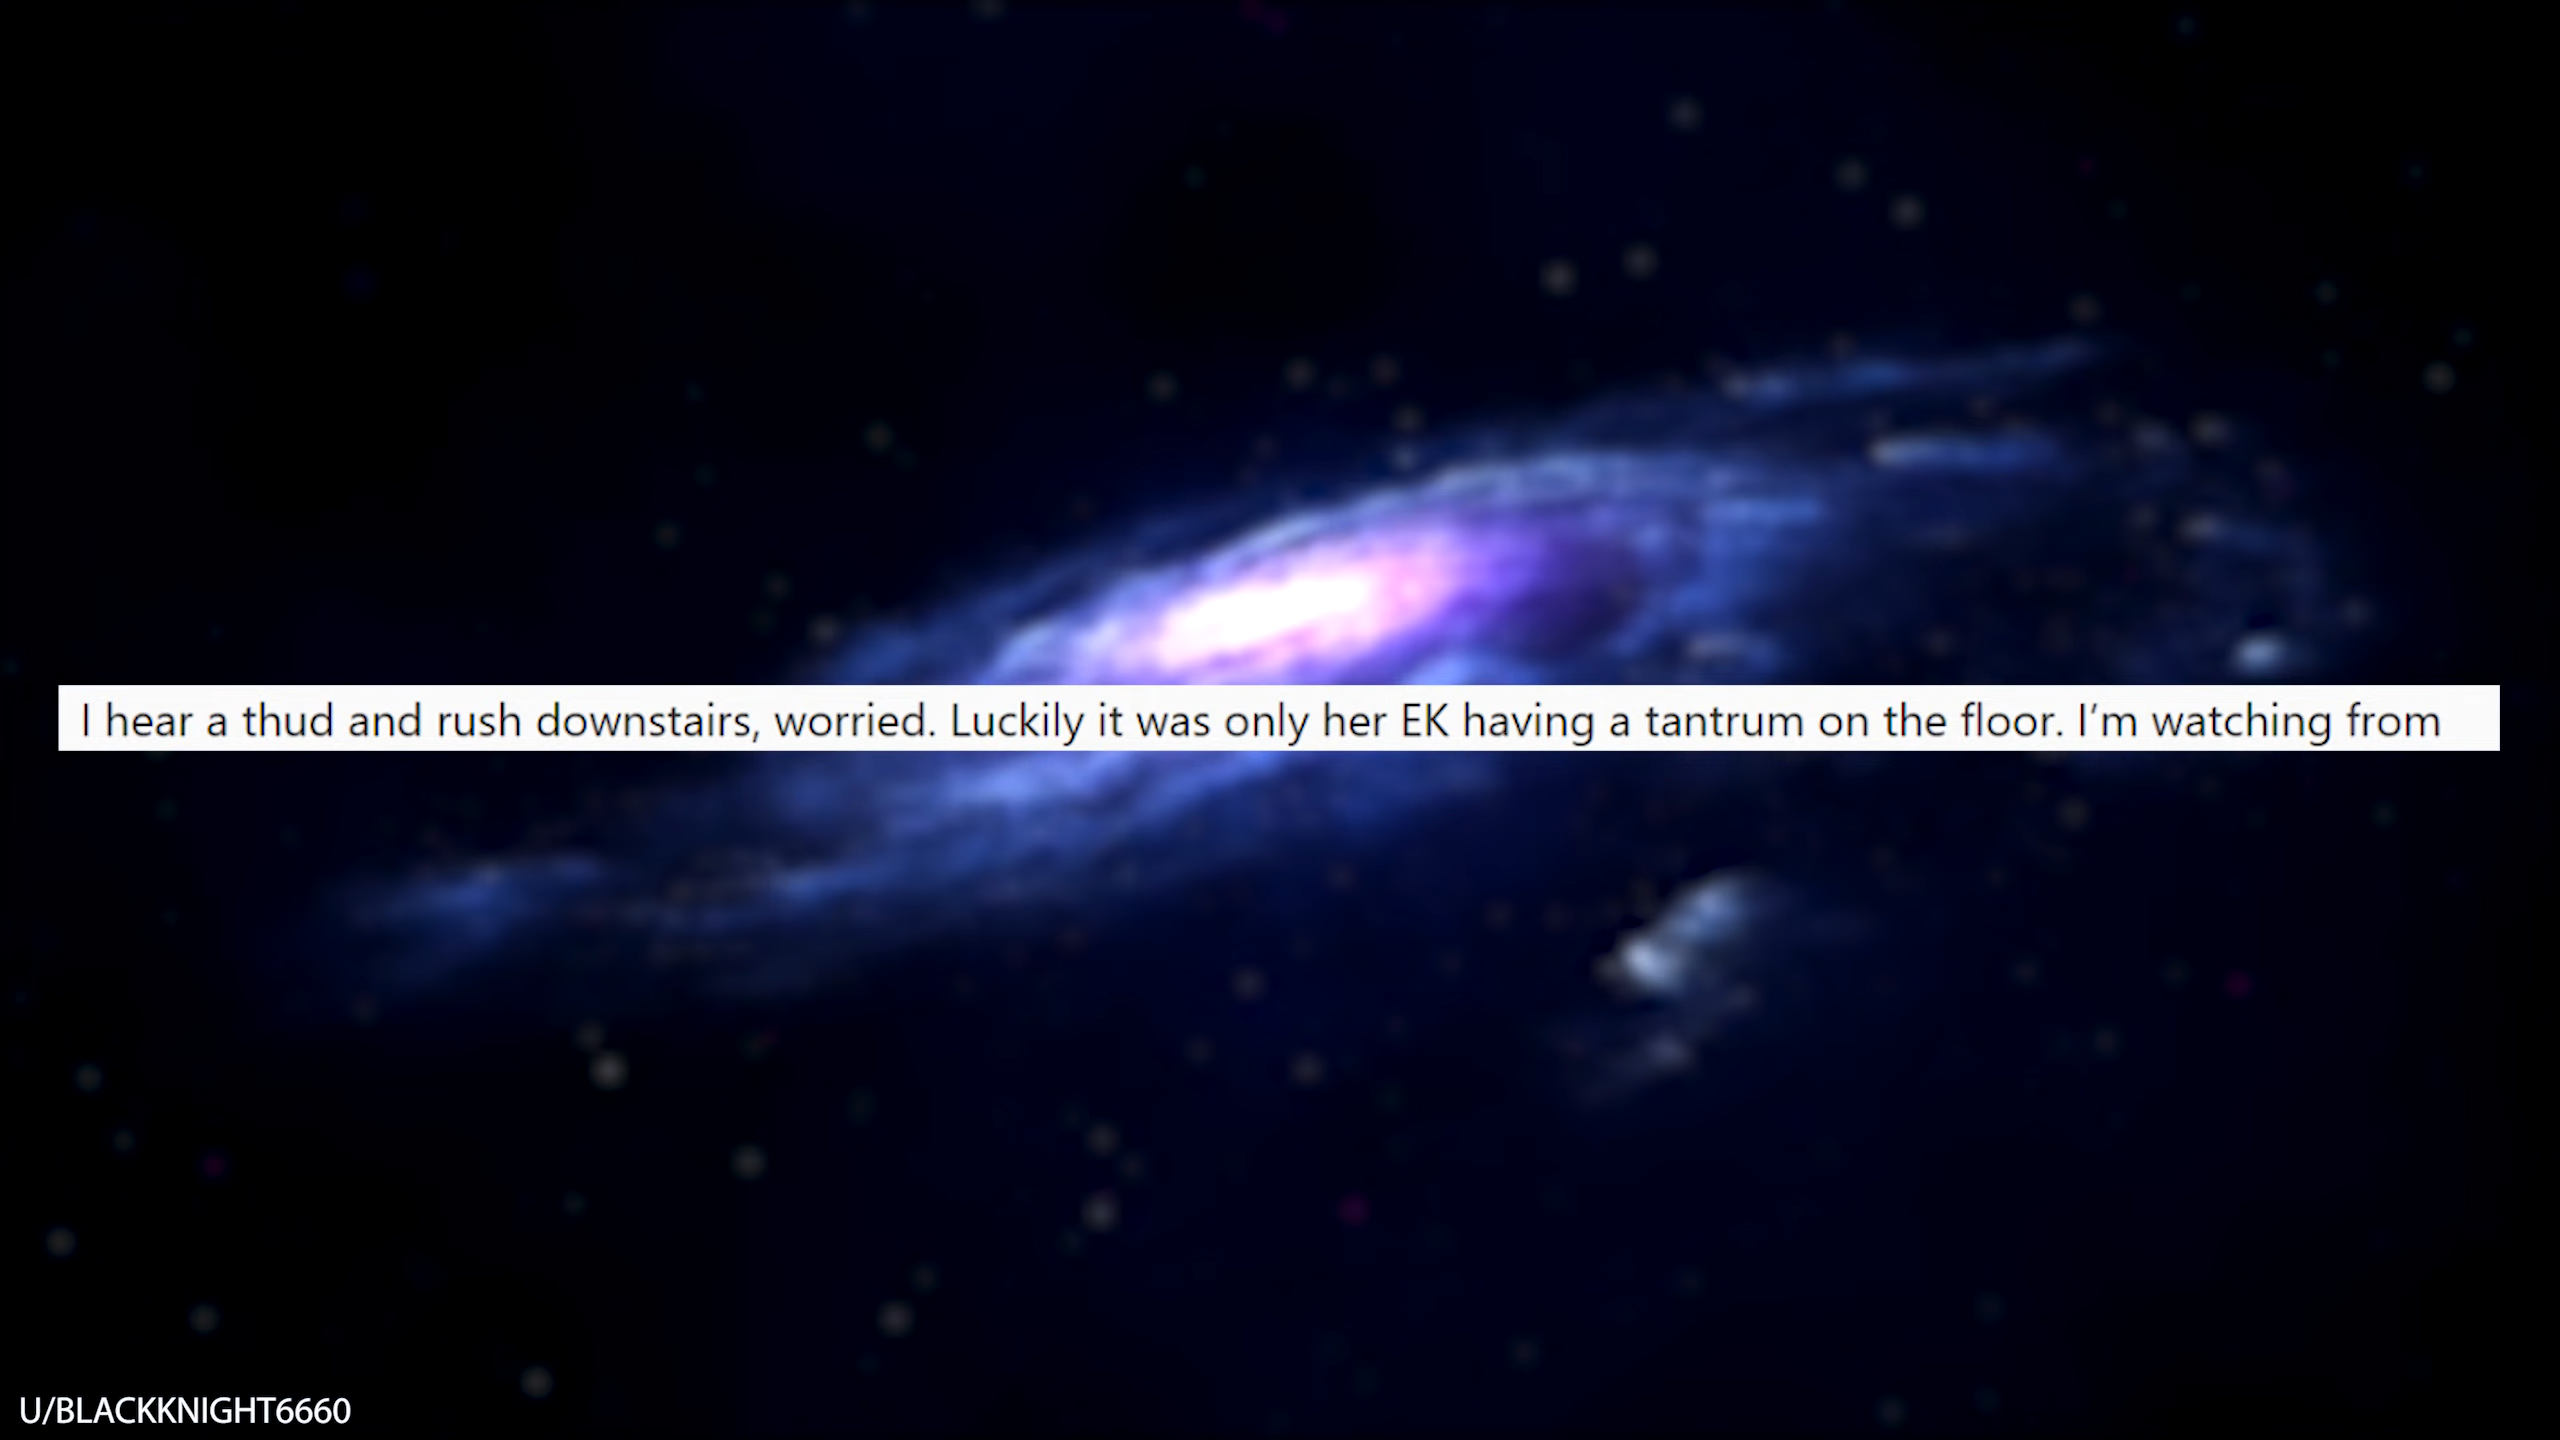 I hear a thud and rush downstairs, worried. Luckily it was only her EK having a tantrum on the floor. I’m watching from
U/BLACKKNIGHT6660